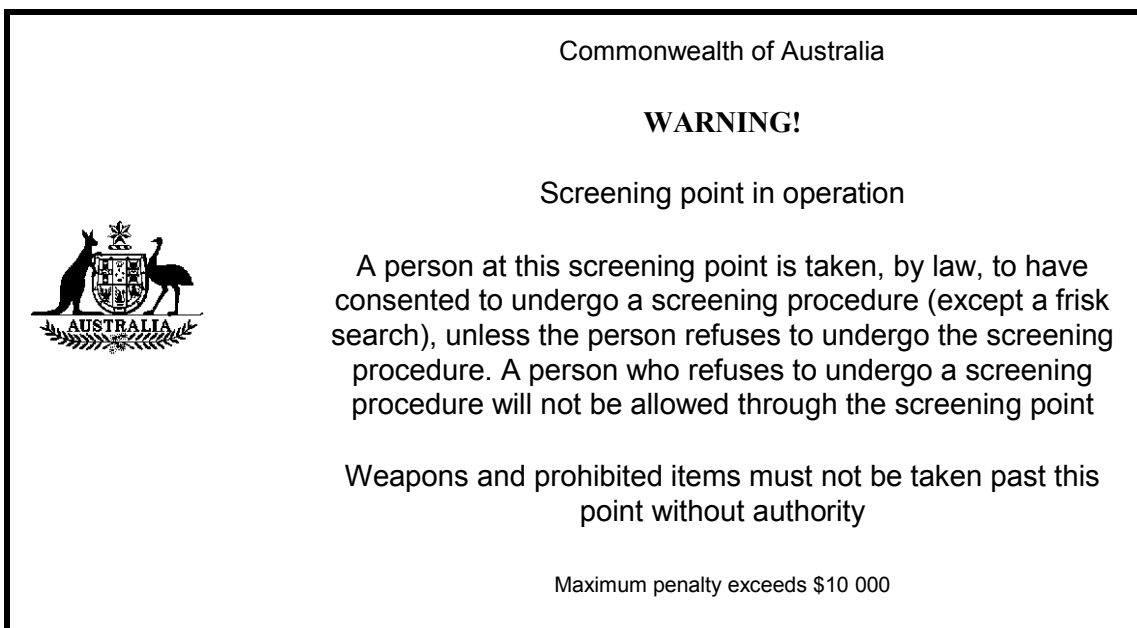 Commonwealth of Australia
WARNING!
Screening point in operation
A person at this screening point is taken, by law, to have
consented to undergo a screening procedure (except a frisk
search), unless the person refuses to undergo the screening
procedure. A person who refuses to undergo a screening
procedure will not be allowed through the screening point
AUSTRALIA
Weapons and prohibited items must not be taken past this
point without authority
Maximum penalty exceeds $10 000